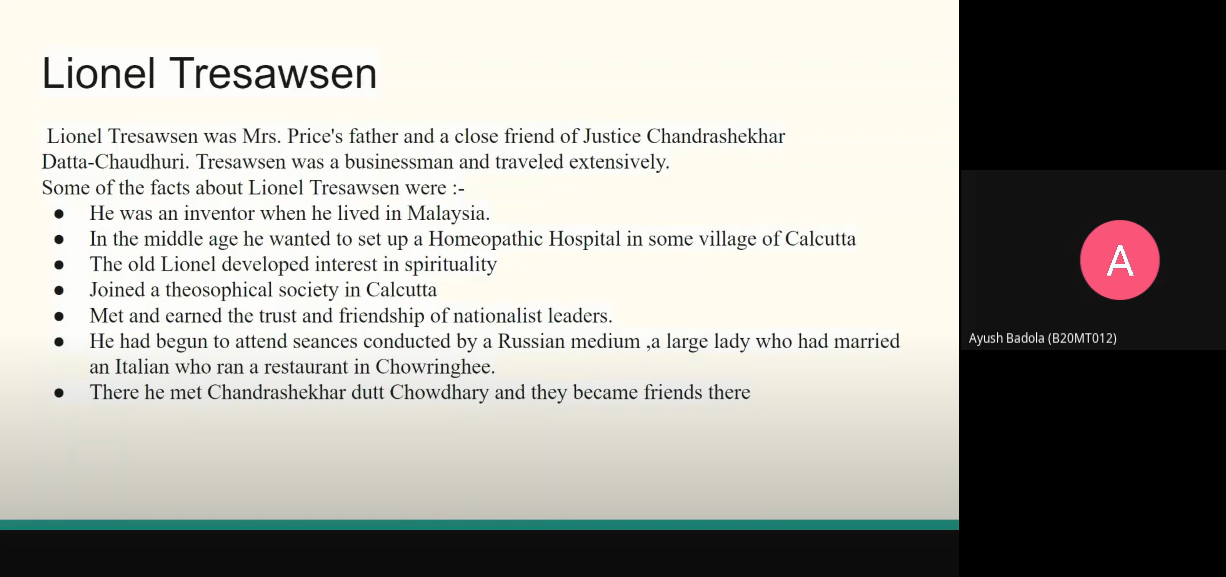 Lionel Tresawsen
Lionel Tresawsen was Mrs. Price's father and a close friend of Justice Chandrashekhar
Datta-Chaudhuri. Tresawsen was a businessman and traveled extensively.
Some of the facts about Lionel Tresawsen were :-
● He was an inventor when he lived in Malaysia.
● In the middle age he wanted to set up a Homeopathic Hospital in some village of Calcutta
● The old Lionel developed interest in spirituality
● Joined a theosophical society in Calcutta
● Met and earned the trust and friendship of nationalist leaders.
● He had begun to attend seances conducted by a Russian medium ,a large lady who had married
an Italian who ran a restaurant in Chowringhee.
● There he met Chandrashekhar dutt Chowdhary and they became friends there
A
Ayush Badola (B20MT012)